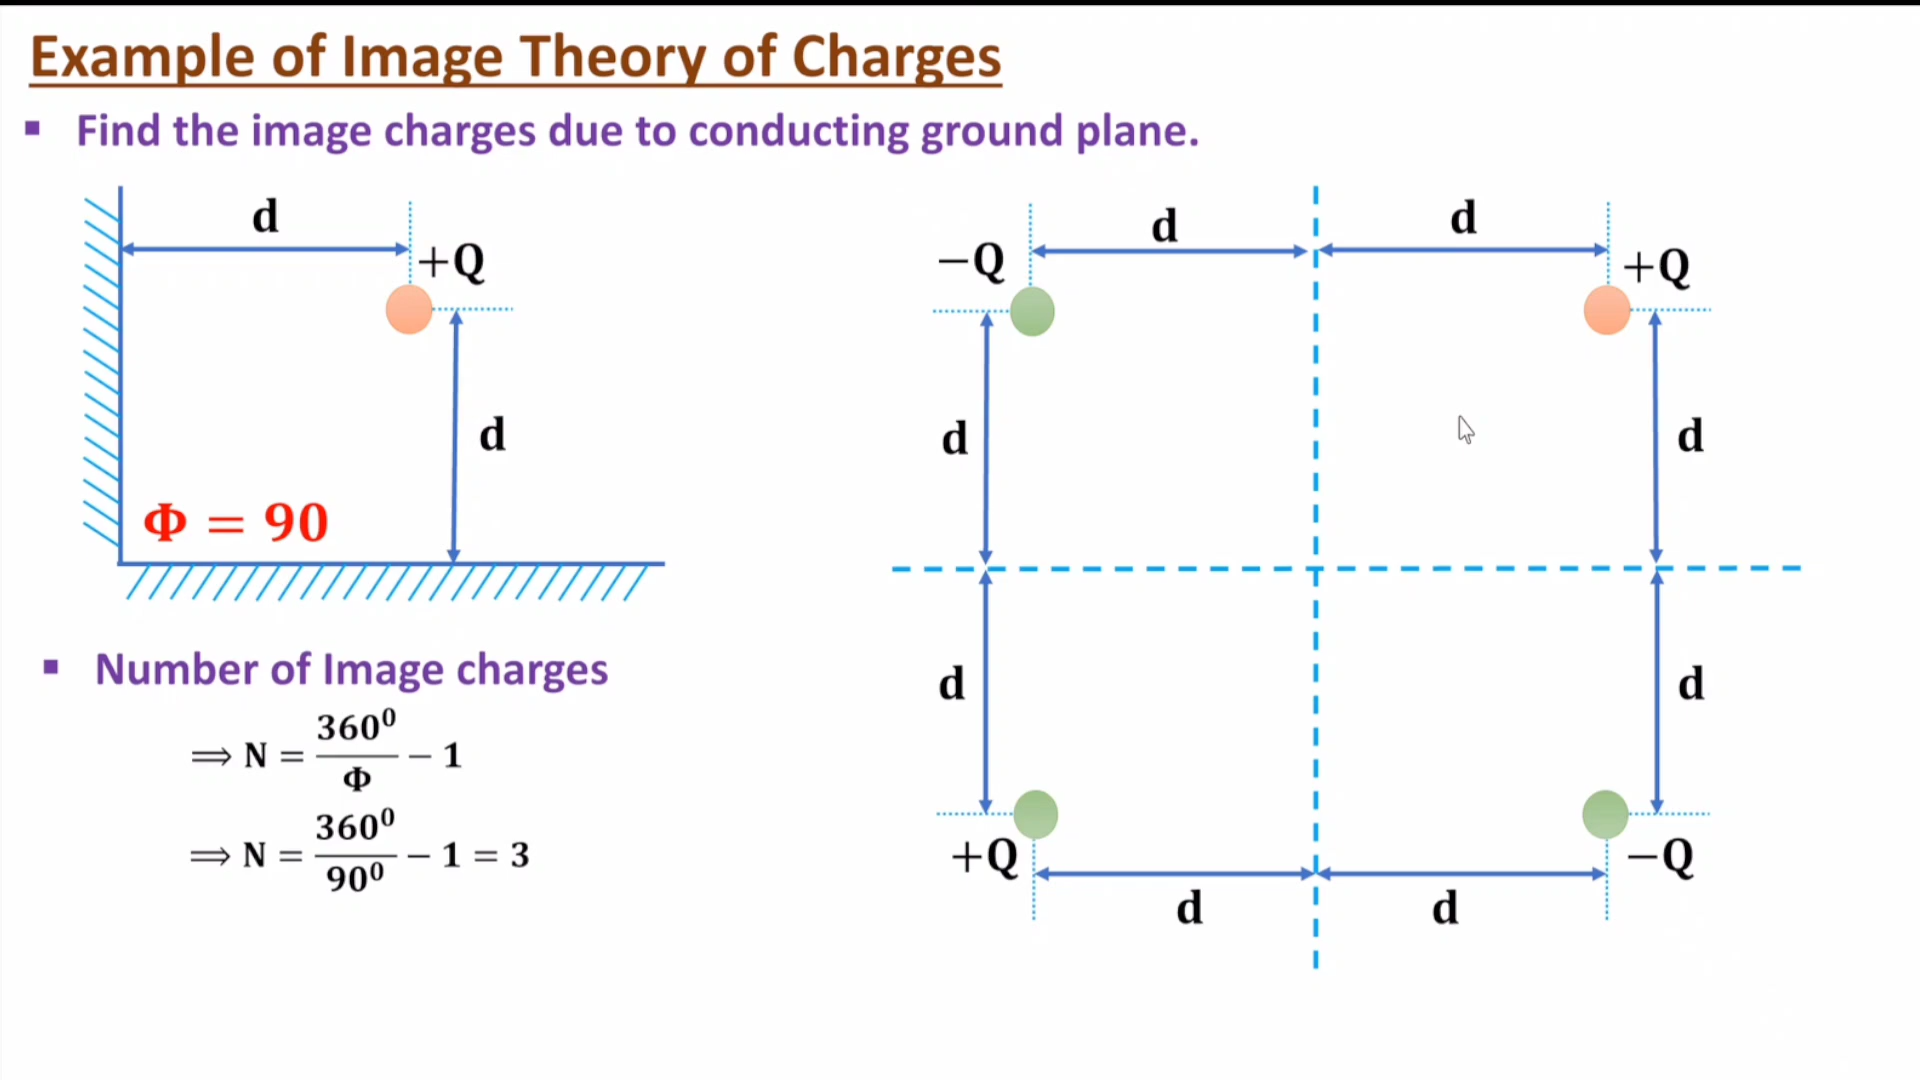 Example of Image Theory of Charges
▪ Find the image charges due to conducting ground plane.
d
+Q
d
Φ = 90
▪ Number of Image charges
⟹ N = 360⁰/Φ − 1
⟹ N = 360⁰/90⁰ − 1 = 3
d
d
−Q
+Q
d
d
d
d
+Q
−Q
d
d